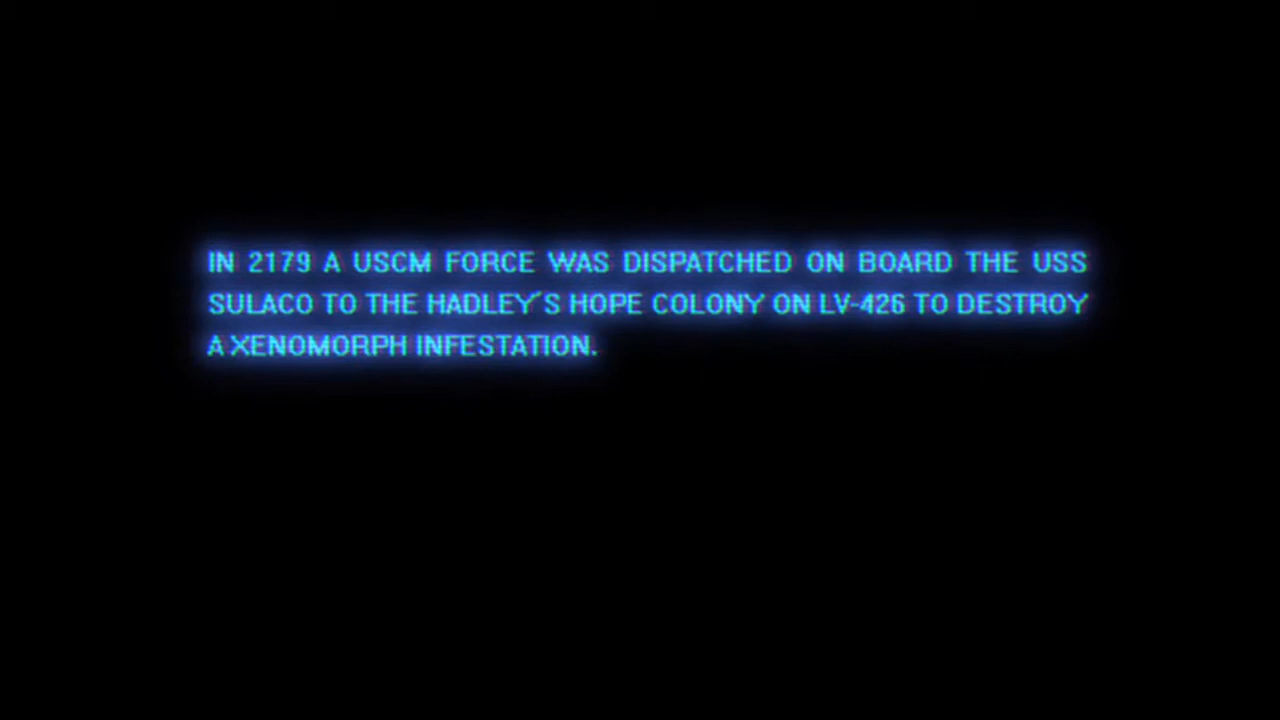 IN 2179 A USCM FORCE WAS DISPATCHED ON BOARD THE USS
SULACO TO THE HADLEY´S HOPE COLONY ON LV-426 TO DESTROY
A XENOMORPH INFESTATION.